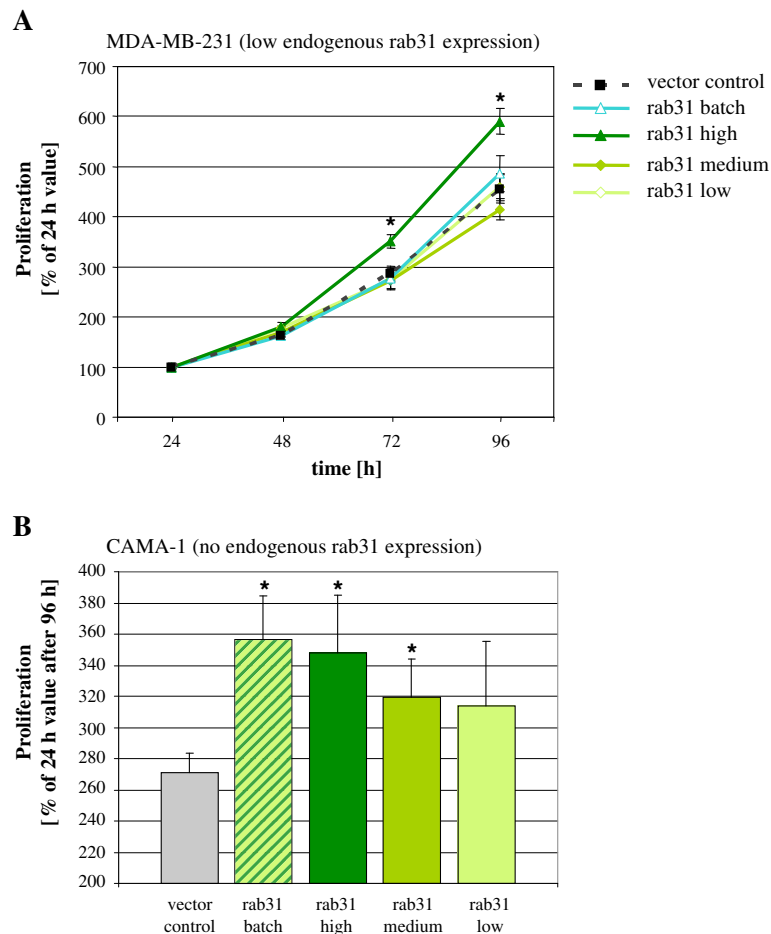 A
MDA-MB-231 (low endogenous rab31 expression)
700
600
500
400
300
200
100
0
Proliferation
[% of 24 h value]
*
*
24 48 72 96
time [h]
vector control
rab31 batch
rab31 high
rab31 medium
rab31 low
B
CAMA-1 (no endogenous rab31 expression)
400
380
360
340
320
300
280
260
240
220
200
Proliferation
[% of 24 h value after 96 h]
* * *
vector control
rab31 batch
rab31 high
rab31 medium
rab31 low